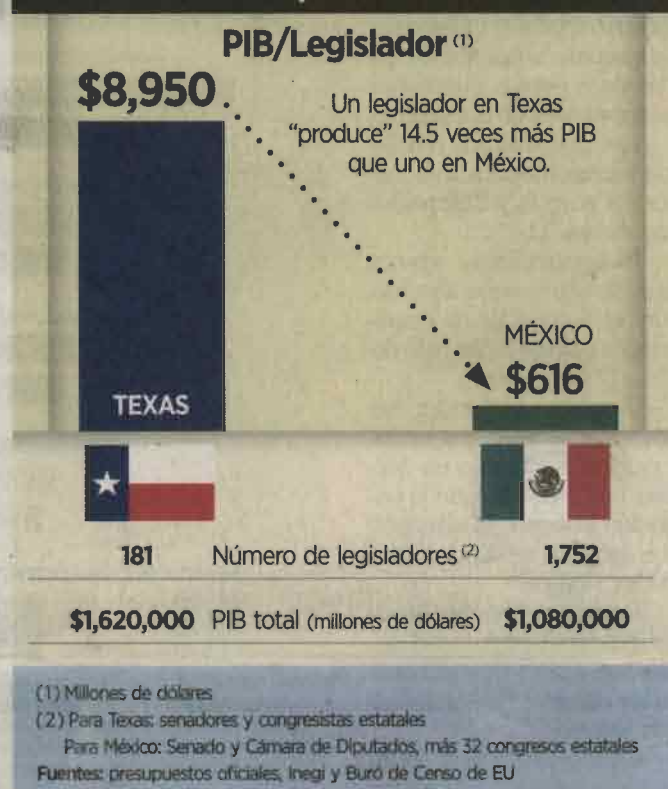 PIB/Legislador (1)
$8,950
Un legislador en Texas
“produce” 14.5 veces más PIB
que uno en México.
MÉXICO
$616
TEXAS
181 Número de legisladores (2) 1,752
$1,620,000 PIB total (millones de dólares) $1,080,000
(1) Millones de dólares
(2) Para Texas: senadores y congresistas estatales
Para México: Senado y Cámara de Diputados, más 32 congresos estatales
Fuentes: presupuestos oficiales, Inegi y Buró de Censo de EU